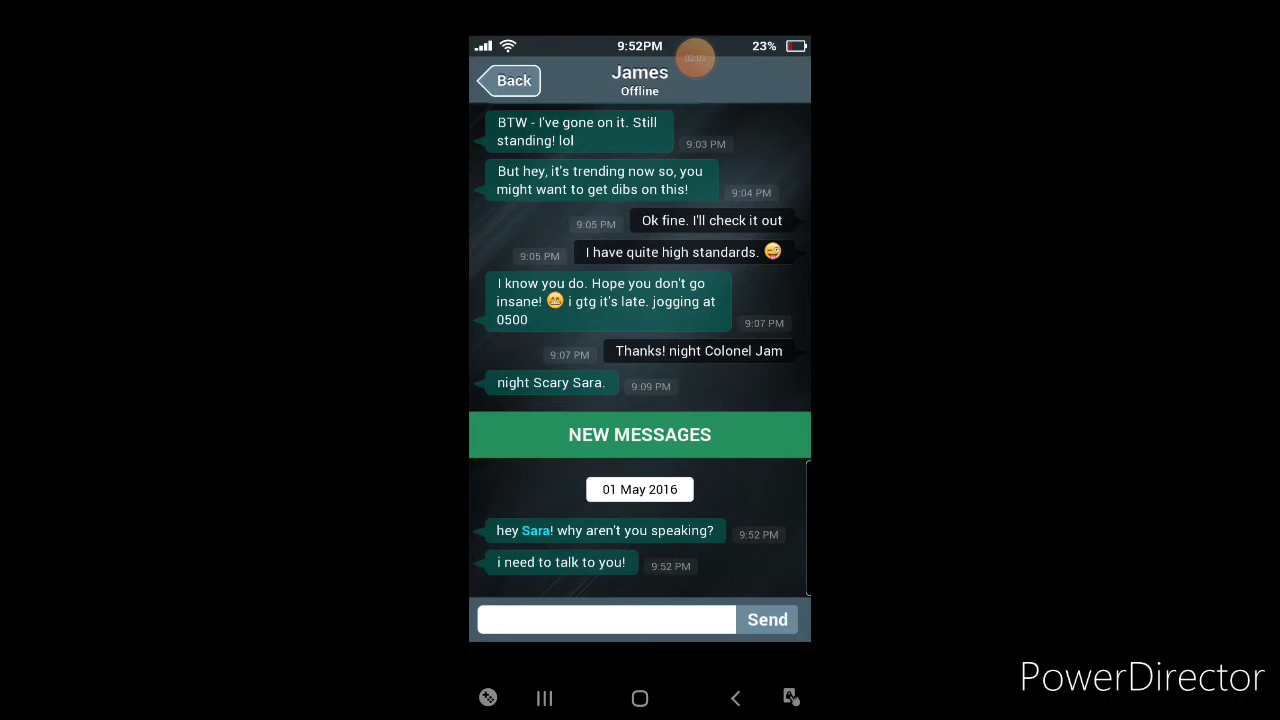 9:52PM
23%
02:01
Back
James
Offline
BTW - I've gone on it. Still
standing! lol
9:03 PM
But hey, it's trending now so, you
might want to get dibs on this!
9:04 PM
Ok fine. I'll check it out
9:05 PM
I have quite high standards. 😜
9:05 PM
I know you do. Hope you don't go
insane! 😁 i gtg it's late. jogging at
0500
9:07 PM
Thanks! night Colonel Jam
9:07 PM
night Scary Sara.
9:09 PM
NEW MESSAGES
01 May 2016
hey Sara! why aren't you speaking?
9:52 PM
i need to talk to you!
9:52 PM
Send
PowerDirector